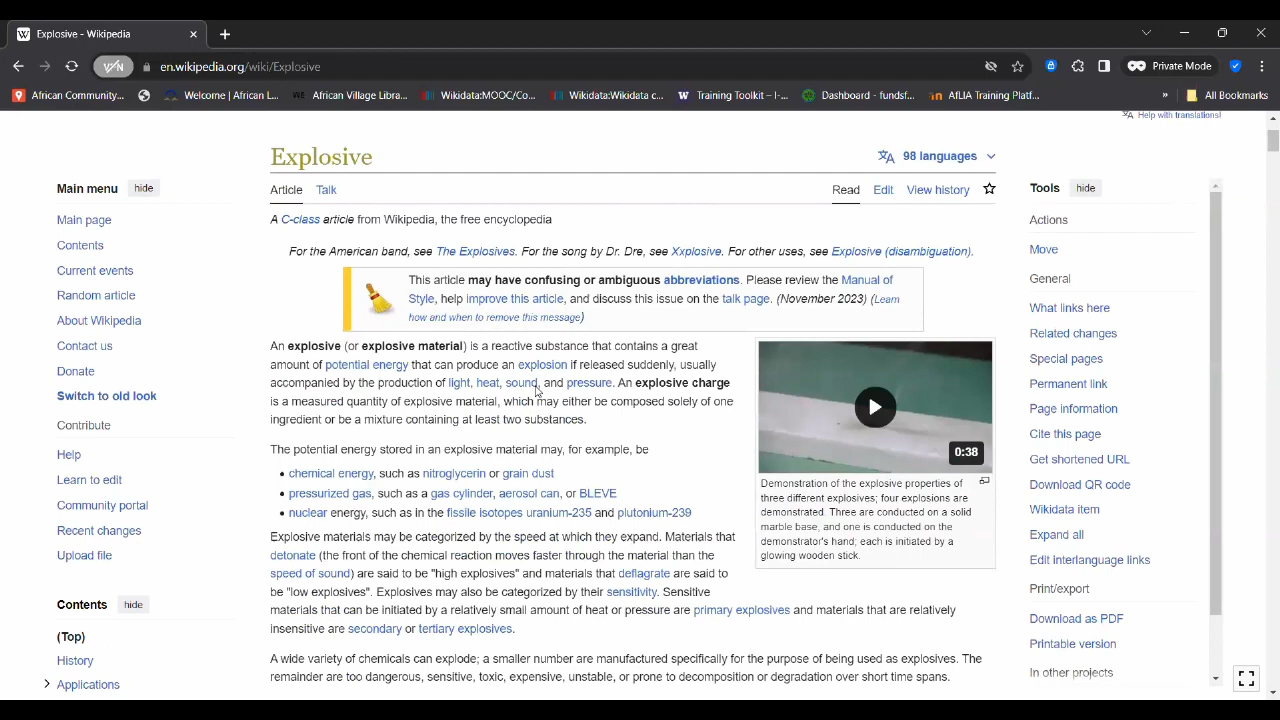 Explosive - Wikipedia
en.wikipedia.org/wiki/Explosive
VPN
Private Mode
African Community...
Welcome | African L...
African Village Libra...
Wikidata:MOOC/Co...
Wikidata:Wikidata c...
Training Toolkit – I-...
Dashboard - fundsf...
AfLIA Training Platf...
»
All Bookmarks
Help with translations!
Explosive
98 languages
Main menu hide
Main page
Contents
Current events
Random article
About Wikipedia
Contact us
Donate
Switch to old look
Contribute
Help
Learn to edit
Community portal
Recent changes
Upload file
Contents hide
(Top)
History
Applications
Article Talk
Read Edit View history
A C-class article from Wikipedia, the free encyclopedia
For the American band, see The Explosives. For the song by Dr. Dre, see Xxplosive. For other uses, see Explosive (disambiguation).
This article may have confusing or ambiguous abbreviations. Please review the Manual of
Style, help improve this article, and discuss this issue on the talk page. (November 2023) (Learn
how and when to remove this message)
An explosive (or explosive material) is a reactive substance that contains a great
amount of potential energy that can produce an explosion if released suddenly, usually
accompanied by the production of light, heat, sound, and pressure. An explosive charge
is a measured quantity of explosive material, which may either be composed solely of one
ingredient or be a mixture containing at least two substances.
The potential energy stored in an explosive material may, for example, be
• chemical energy, such as nitroglycerin or grain dust
• pressurized gas, such as a gas cylinder, aerosol can, or BLEVE
• nuclear energy, such as in the fissile isotopes uranium-235 and plutonium-239
Explosive materials may be categorized by the speed at which they expand. Materials that
detonate (the front of the chemical reaction moves faster through the material than the
speed of sound) are said to be "high explosives" and materials that deflagrate are said to
be "low explosives". Explosives may also be categorized by their sensitivity. Sensitive
materials that can be initiated by a relatively small amount of heat or pressure are primary explosives and materials that are relatively
insensitive are secondary or tertiary explosives.
A wide variety of chemicals can explode; a smaller number are manufactured specifically for the purpose of being used as explosives. The
remainder are too dangerous, sensitive, toxic, expensive, unstable, or prone to decomposition or degradation over short time spans.
0:38
Demonstration of the explosive properties of
three different explosives; four explosions are
demonstrated. Three are conducted on a solid
marble base, and one is conducted on the
demonstrator's hand; each is initiated by a
glowing wooden stick.
Tools hide
Actions
Move
General
What links here
Related changes
Special pages
Permanent link
Page information
Cite this page
Get shortened URL
Download QR code
Wikidata item
Expand all
Edit interlanguage links
Print/export
Download as PDF
Printable version
In other projects